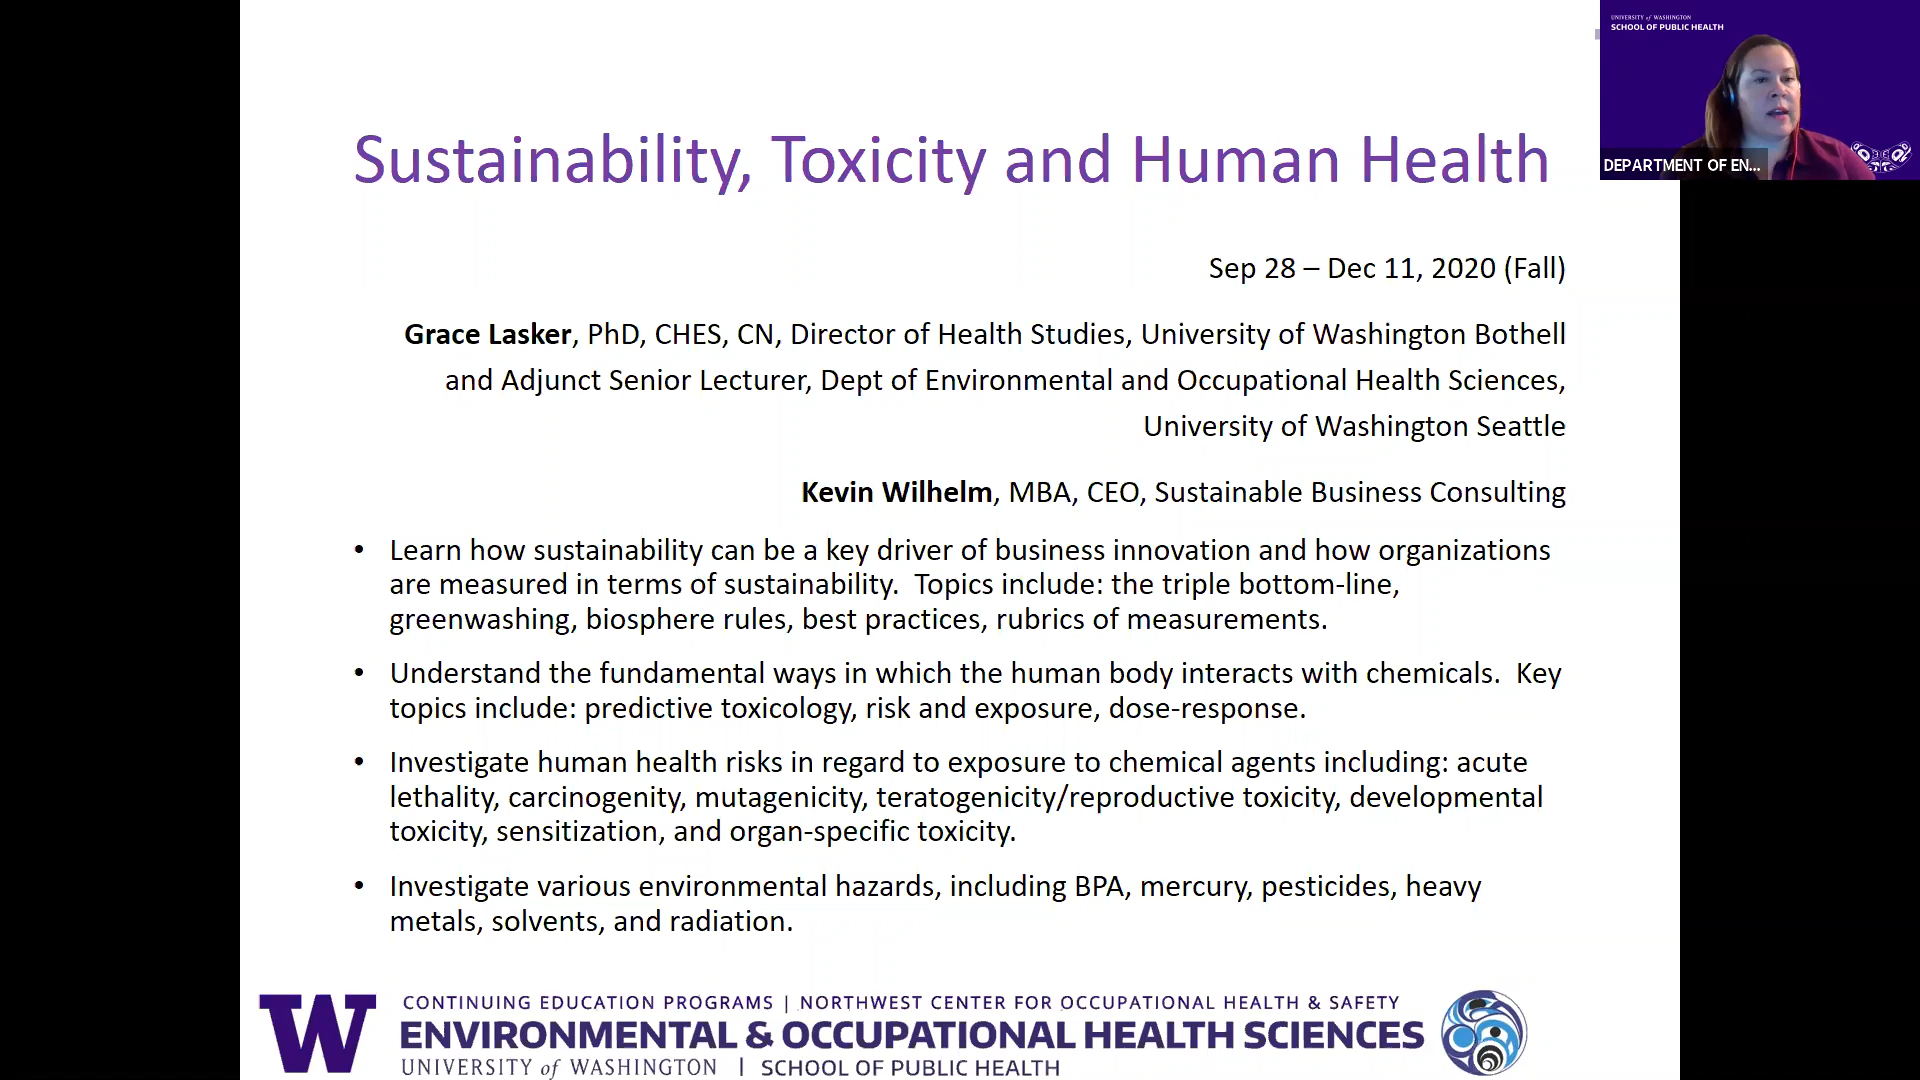 Sustainability, Toxicity and Human Health
Sep 28 – Dec 11, 2020 (Fall)
Grace Lasker, PhD, CHES, CN, Director of Health Studies, University of Washington Bothell
and Adjunct Senior Lecturer, Dept of Environmental and Occupational Health Sciences,
University of Washington Seattle
Kevin Wilhelm, MBA, CEO, Sustainable Business Consulting
• Learn how sustainability can be a key driver of business innovation and how organizations
are measured in terms of sustainability.  Topics include: the triple bottom-line,
greenwashing, biosphere rules, best practices, rubrics of measurements.
• Understand the fundamental ways in which the human body interacts with chemicals.  Key
topics include: predictive toxicology, risk and exposure, dose-response.
• Investigate human health risks in regard to exposure to chemical agents including: acute
lethality, carcinogenity, mutagenicity, teratogenicity/reproductive toxicity, developmental
toxicity, sensitization, and organ-specific toxicity.
• Investigate various environmental hazards, including BPA, mercury, pesticides, heavy
metals, solvents, and radiation.
W
CONTINUING EDUCATION PROGRAMS | NORTHWEST CENTER FOR OCCUPATIONAL HEALTH & SAFETY
ENVIRONMENTAL & OCCUPATIONAL HEALTH SCIENCES
UNIVERSITY of WASHINGTON | SCHOOL OF PUBLIC HEALTH
UNIVERSITY of WASHINGTON
SCHOOL OF PUBLIC HEALTH
DEPARTMENT OF EN...